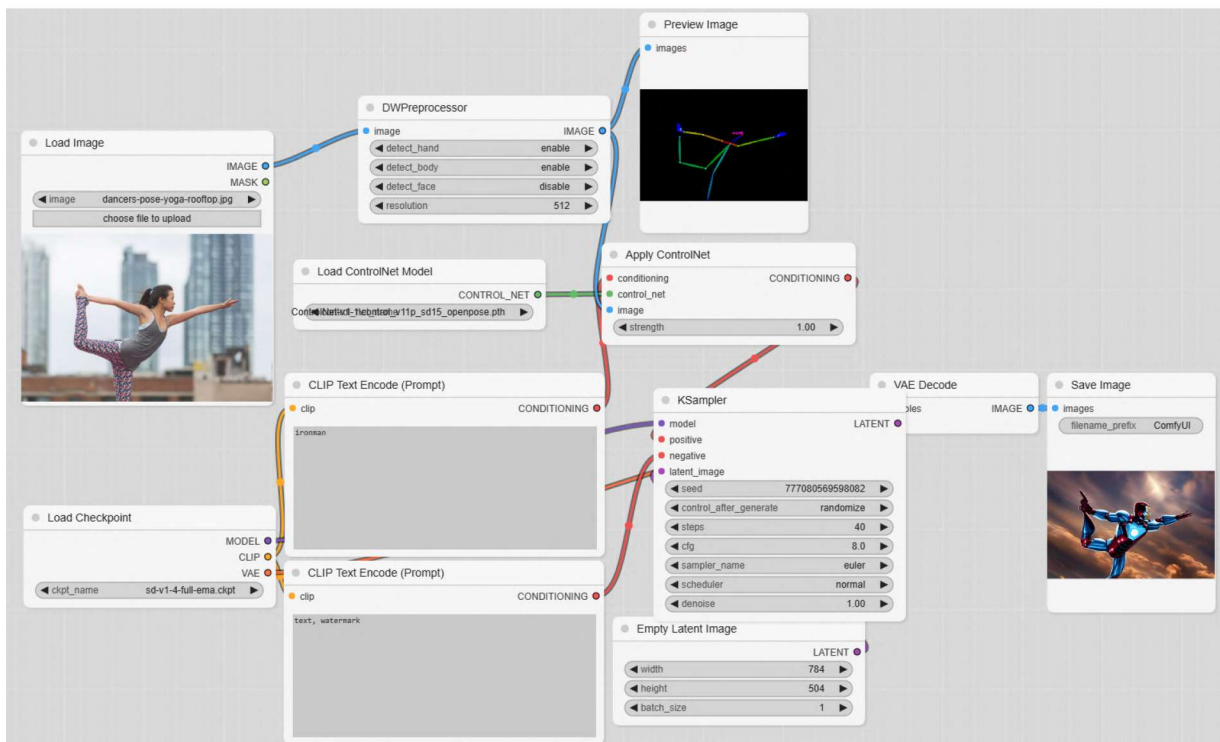 Preview Image
images
DWPreprocessor
image IMAGE
detect_hand enable
detect_body enable
detect_face disable
resolution 512
Load Image
IMAGE
MASK
image dancers-pose-yoga-rooftop.jpg
choose file to upload
Load ControlNet Model
CONTROL_NET
control_v11p_sd15_openpose.pth
Apply ControlNet
conditioning CONDITIONING
control_net
image
strength 1.00
CLIP Text Encode (Prompt)
clip CONDITIONING
ironman
Load Checkpoint
MODEL
CLIP
VAE
ckpt_name sd-v1-4-full-ema.ckpt
CLIP Text Encode (Prompt)
clip CONDITIONING
text, watermark
KSampler
model LATENT
positive
negative
latent_image
seed 777080569598082
control_after_generate randomize
steps 40
cfg 8.0
sampler_name euler
scheduler normal
denoise 1.00
Empty Latent Image
LATENT
width 784
height 504
batch_size 1
VAE Decode
IMAGE
Save Image
images
filename_prefix ComfyUI